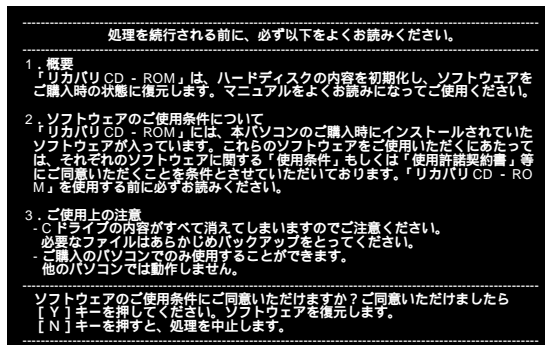 処理を続行される前に、必ず以下をよくお読みください。
1．概要
「リカバリCD - ROM」は、ハードディスクの内容を初期化し、ソフトウェアを
ご購入時の状態に復元します。マニュアルをよくお読みになってご使用ください。
2．ソフトウェアのご使用条件について
「リカバリCD - ROM」には、本パソコンのご購入時にインストールされていた
ソフトウェアが入っています。これらのソフトウェアをご使用いただくにあたって
は、それぞれのソフトウェアに関する「使用条件」もしくは「使用許諾契約書」等
にご同意いただくことを条件とさせていただいております。「リカバリCD - RO
M」を使用する前に必ずお読みください。
3．ご使用上の注意
- Cドライブの内容がすべて消えてしまいますのでご注意ください。
必要なファイルはあらかじめバックアップをとってください。
- ご購入のパソコンでのみ使用することができます。
他のパソコンでは動作しません。
ソフトウェアのご使用条件にご同意いただけますか？ご同意いただけましたら
［Y］キーを押してください。ソフトウェアを復元します。
［N］キーを押すと、処理を中止します。